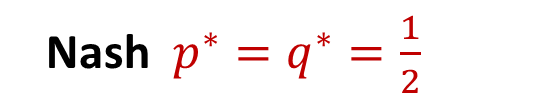 Nash p* = q* = 1/2